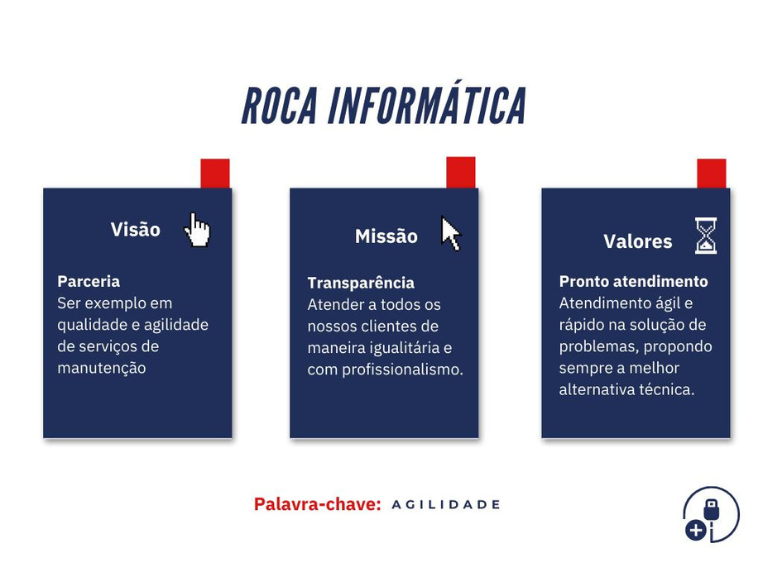 ROCA INFORMÁTICA
Visão
Parceria
Ser exemplo em
qualidade e agilidade
de serviços de
manutenção
Missão
Transparência
Atender a todos os
nossos clientes de
maneira igualitária e
com profissionalismo.
Valores
Pronto atendimento
Atendimento ágil e
rápido na solução de
problemas, propondo
sempre a melhor
alternativa técnica.
Palavra-chave: AGILIDADE